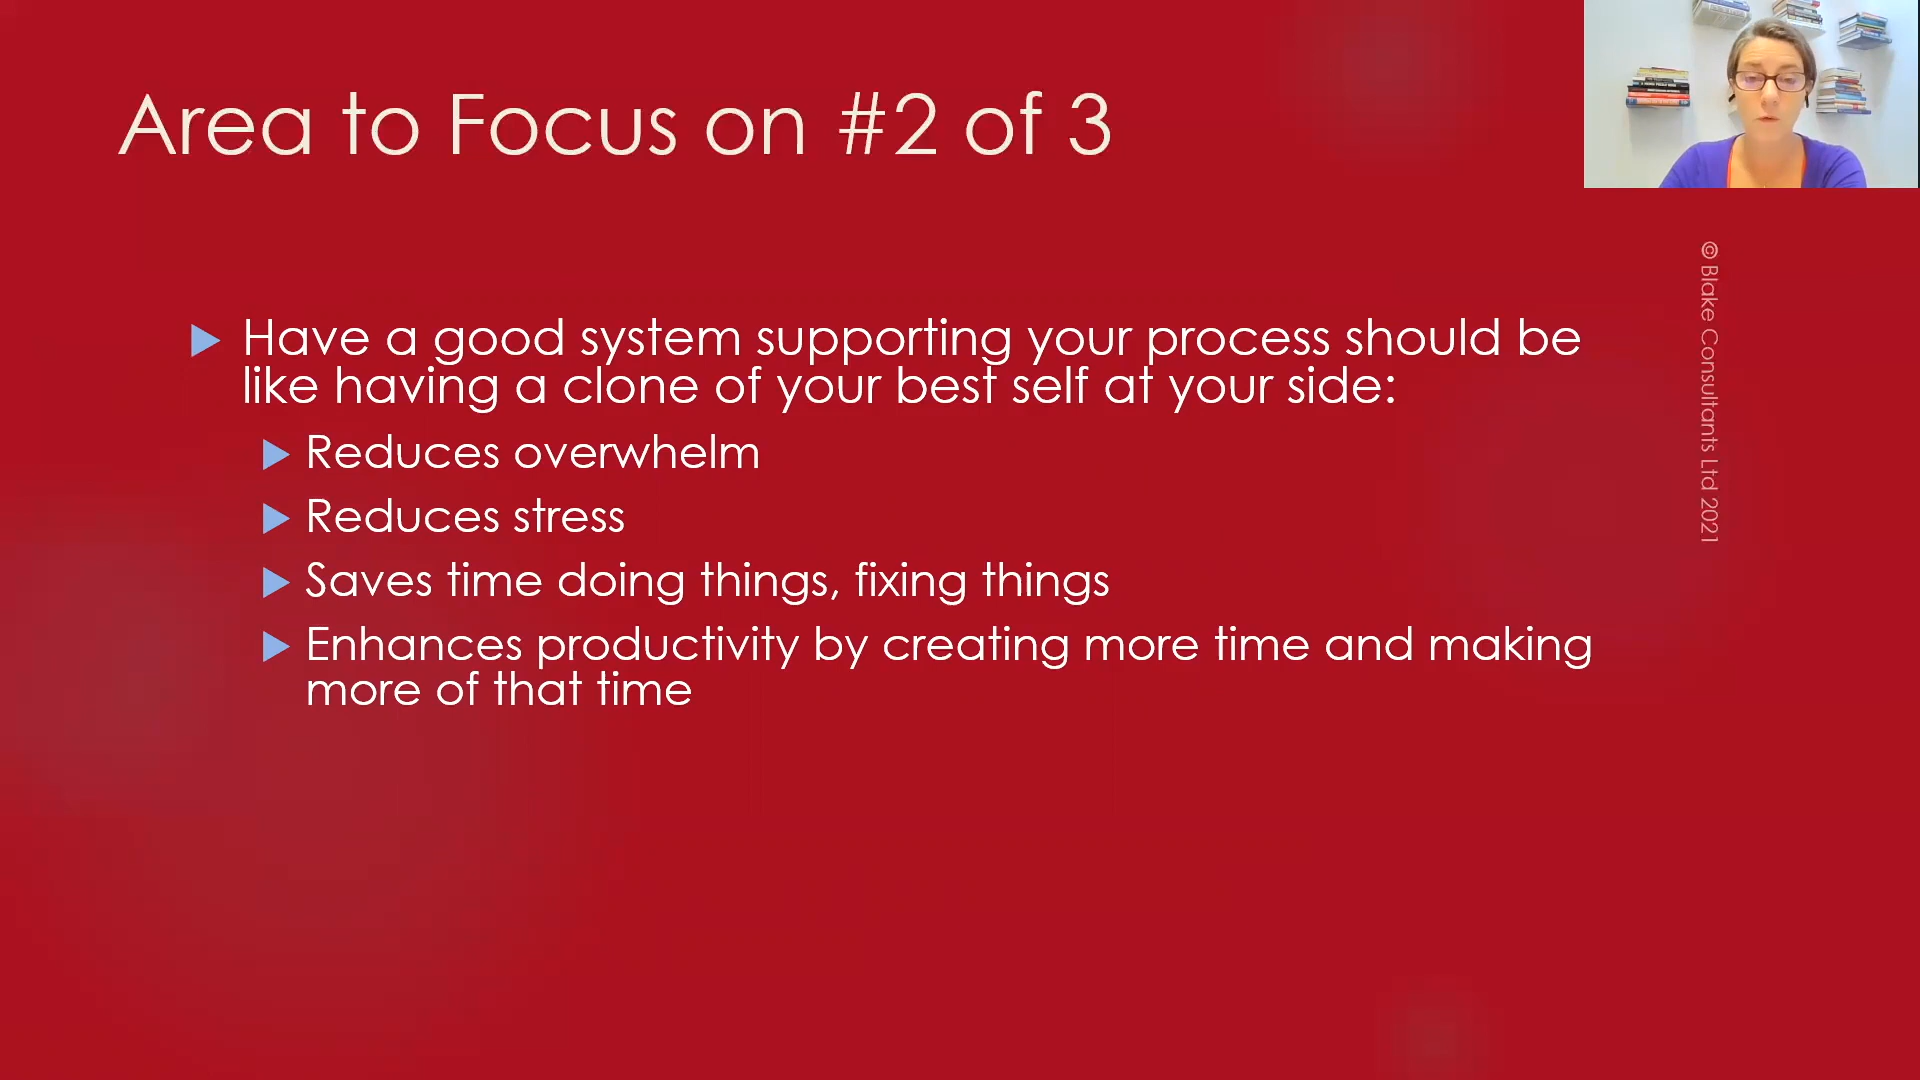 Area to Focus on #2 of 3
Have a good system supporting your process should be
like having a clone of your best self at your side:
Reduces overwhelm
Reduces stress
Saves time doing things, fixing things
Enhances productivity by creating more time and making
more of that time
© Blake Consultants Ltd 2021